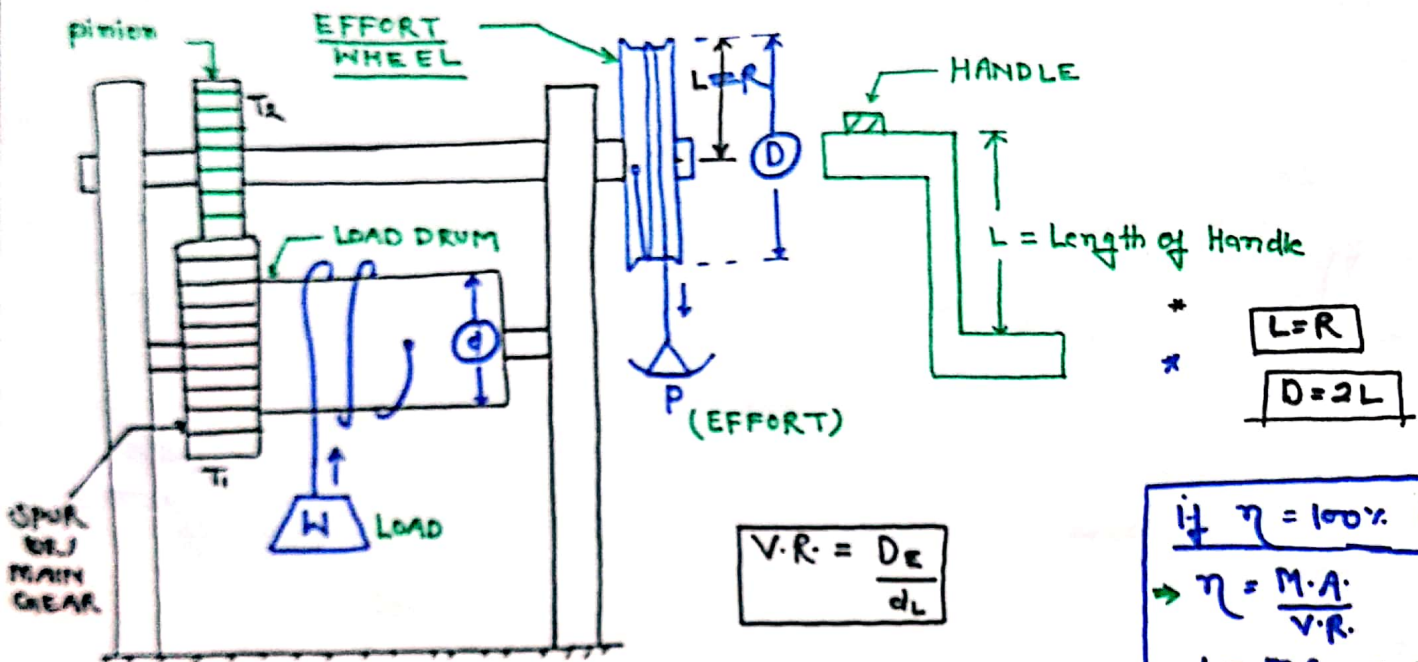 pinion
EFFORT
WHEEL
T2
L=R
D
HANDLE
LOAD DRUM
d
L = Length of Handle
*
L=R
*
D=2L
P
(EFFORT)
T1
SPUR
OR/
MAIN
GEAR
W
LOAD
V.R. = DE
dL
if η = 100%
→ η = M.A.
V.R.